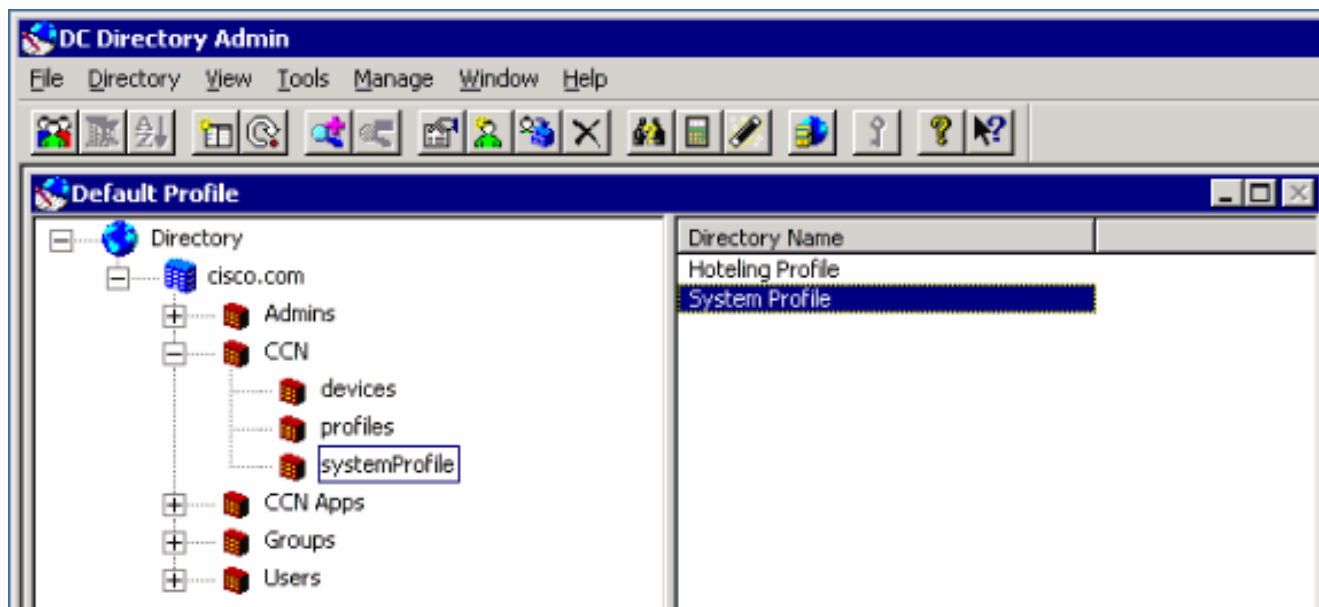 DC Directory Admin
File Directory View Tools Manage Window Help
Default Profile
Directory
cisco.com
Admins
CCN
devices
profiles
systemProfile
CCN Apps
Groups
Users
Directory Name
Hoteling Profile
System Profile